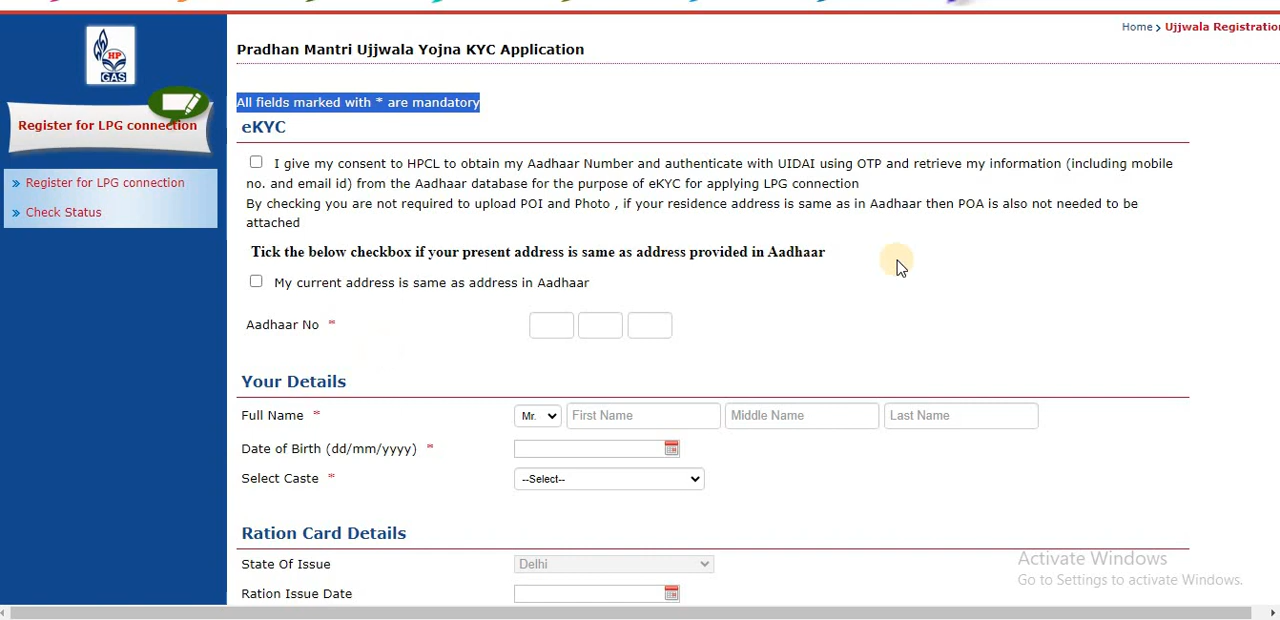 Home > Ujjwala Registration
HP
GAS
Register for LPG connection
» Register for LPG connection
» Check Status
Pradhan Mantri Ujjwala Yojna KYC Application
All fields marked with * are mandatory
eKYC
I give my consent to HPCL to obtain my Aadhaar Number and authenticate with UIDAI using OTP and retrieve my information (including mobile
no. and email id) from the Aadhaar database for the purpose of eKYC for applying LPG connection
By checking you are not required to upload POI and Photo , if your residence address is same as in Aadhaar then POA is also not needed to be
attached
Tick the below checkbox if your present address is same as address provided in Aadhaar
My current address is same as address in Aadhaar
Aadhaar No *
Your Details
Full Name * Mr. First Name Middle Name Last Name
Date of Birth (dd/mm/yyyy) *
Select Caste * --Select--
Ration Card Details
State Of Issue Delhi
Ration Issue Date
Activate Windows
Go to Settings to activate Windows.